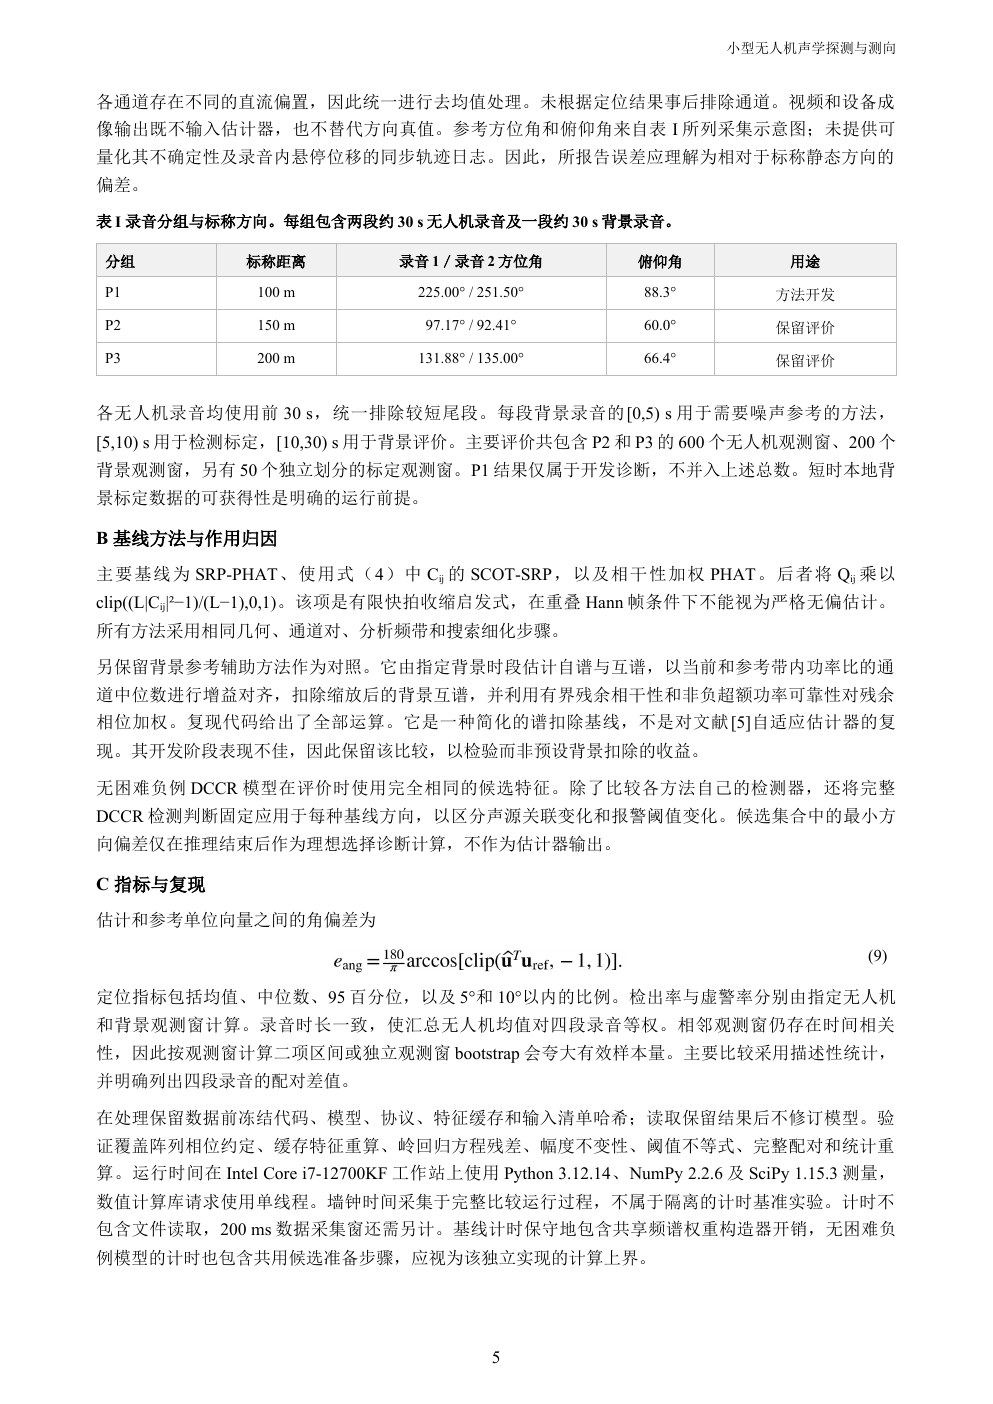 小型无人机声学探测与测向
各通道存在不同的直流偏置，因此统一进行去均值处理。未根据定位结果事后排除通道。视频和设备成
像输出既不输入估计器，也不替代方向真值。参考方位角和俯仰角来自表 I 所列采集示意图；未提供可
量化其不确定性及录音内悬停位移的同步轨迹日志。因此，所报告误差应理解为相对于标称静态方向的
偏差。
表 I 录音分组与标称方向。每组包含两段约 30 s 无人机录音及一段约 30 s 背景录音。
分组 标称距离 录音 1 / 录音 2 方位角 俯仰角 用途
P1 100 m 225.00° / 251.50° 88.3° 方法开发
P2 150 m 97.17° / 92.41° 60.0° 保留评价
P3 200 m 131.88° / 135.00° 66.4° 保留评价
各无人机录音均使用前 30 s，统一排除较短尾段。每段背景录音的[0,5) s 用于需要噪声参考的方法，
[5,10) s 用于检测标定，[10,30) s 用于背景评价。主要评价共包含 P2 和 P3 的 600 个无人机观测窗、200 个
背景观测窗，另有 50 个独立划分的标定观测窗。P1 结果仅属于开发诊断，不并入上述总数。短时本地背
景标定数据的可获得性是明确的运行前提。
B 基线方法与作用归因
主要基线为 SRP-PHAT、使用式（4）中 Cij 的 SCOT-SRP，以及相干性加权 PHAT。后者将 Qij 乘以
clip((L|Cij|²−1)/(L−1),0,1)。该项是有限快拍收缩启发式，在重叠 Hann 帧条件下不能视为严格无偏估计。
所有方法采用相同几何、通道对、分析频带和搜索细化步骤。
另保留背景参考辅助方法作为对照。它由指定背景时段估计自谱与互谱，以当前和参考带内功率比的通
道中位数进行增益对齐，扣除缩放后的背景互谱，并利用有界残余相干性和非负超额功率可靠性对残余
相位加权。复现代码给出了全部运算。它是一种简化的谱扣除基线，不是对文献[5]自适应估计器的复
现。其开发阶段表现不佳，因此保留该比较，以检验而非预设背景扣除的收益。
无困难负例 DCCR 模型在评价时使用完全相同的候选特征。除了比较各方法自己的检测器，还将完整
DCCR 检测判断固定应用于每种基线方向，以区分声源关联变化和报警阈值变化。候选集合中的最小方
向偏差仅在推理结束后作为理想选择诊断计算，不作为估计器输出。
C 指标与复现
估计和参考单位向量之间的角偏差为
e_ang = 180/π arccos[clip(û^T u_ref, − 1, 1)]. (9)
定位指标包括均值、中位数、95 百分位，以及 5°和 10°以内的比例。检出率与虚警率分别由指定无人机
和背景观测窗计算。录音时长一致，使汇总无人机均值对四段录音等权。相邻观测窗仍存在时间相关
性，因此按观测窗计算二项区间或独立观测窗 bootstrap 会夸大有效样本量。主要比较采用描述性统计，
并明确列出四段录音的配对差值。
在处理保留数据前冻结代码、模型、协议、特征缓存和输入清单哈希；读取保留结果后不修订模型。验
证覆盖阵列相位约定、缓存特征重算、岭回归方程残差、幅度不变性、阈值不等式、完整配对和统计重
算。运行时间在 Intel Core i7-12700KF 工作站上使用 Python 3.12.14、NumPy 2.2.6 及 SciPy 1.15.3 测量，
数值计算库请求使用单线程。墙钟时间采集于完整比较运行过程，不属于隔离的计时基准实验。计时不
包含文件读取，200 ms 数据采集窗还需另计。基线计时保守地包含共享频谱权重构造器开销，无困难负
例模型的计时也包含共用候选准备步骤，应视为该独立实现的计算上界。
5